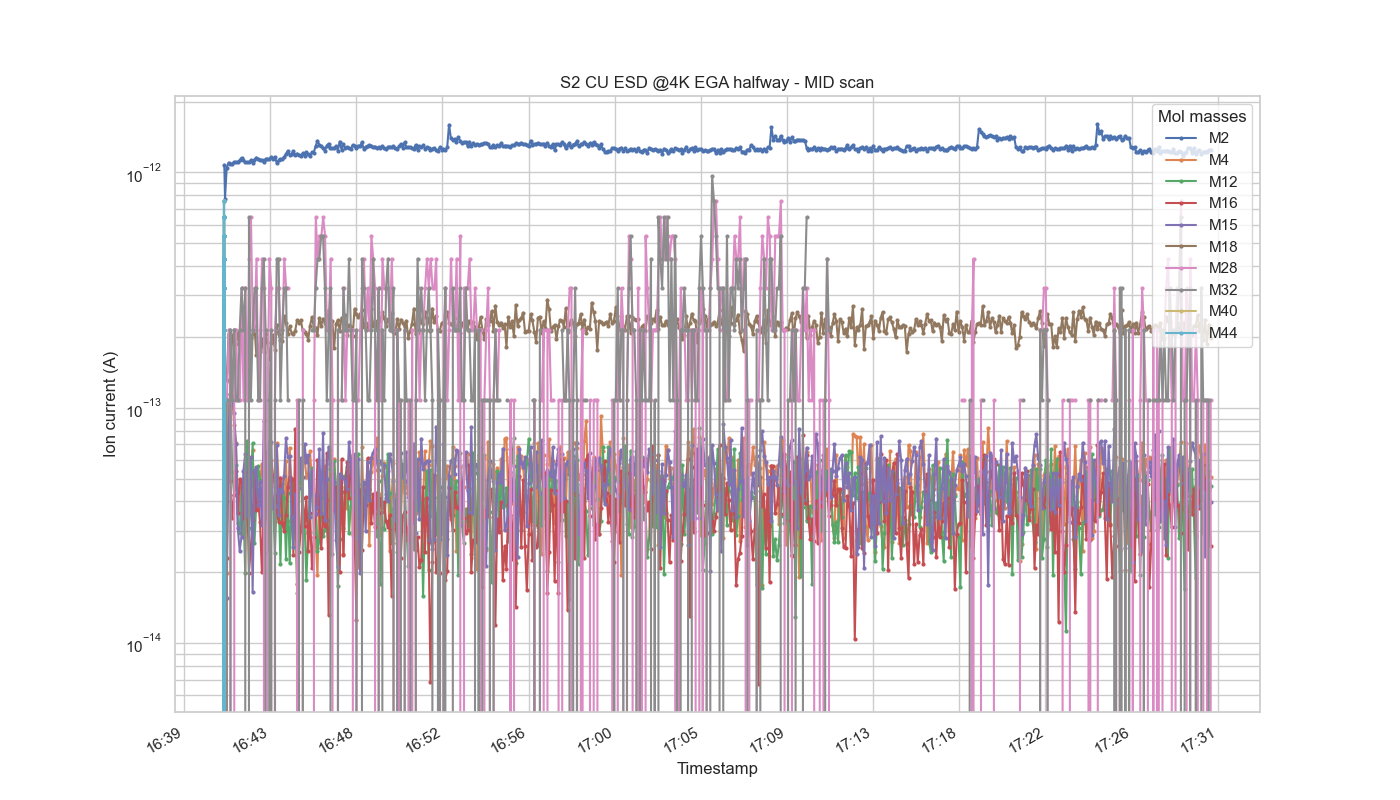 S2 CU ESD @4K EGA halfway - MID scan
Mol masses
M2
M4
M12
M16
M15
M18
M28
M32
M40
M44
Ion current (A)
10⁻¹²
10⁻¹³
10⁻¹⁴
16:39
16:43
16:48
16:52
16:56
17:00
17:05
17:09
17:13
17:18
17:22
17:26
17:31
Timestamp